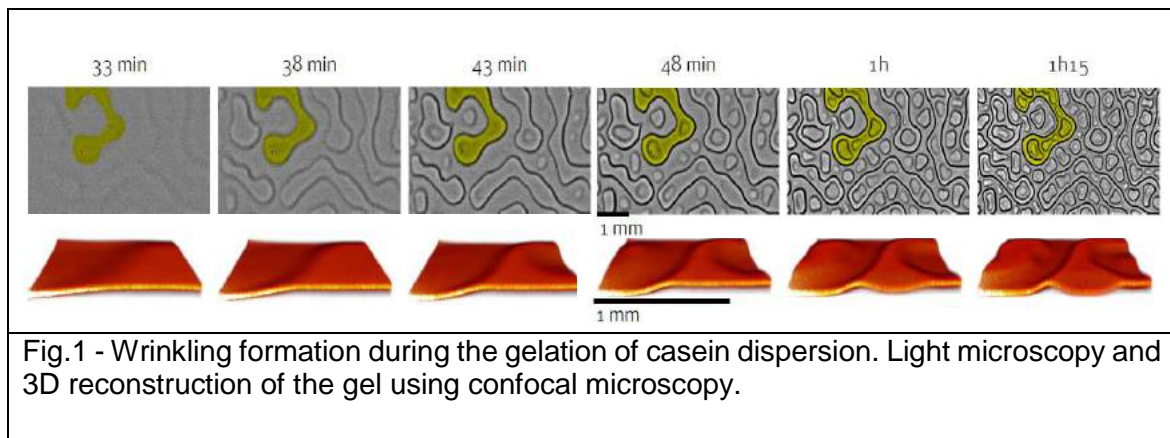 33 min 38 min 43 min 48 min 1h 1h15
1 mm
1 mm
Fig.1 - Wrinkling formation during the gelation of casein dispersion. Light microscopy and
3D reconstruction of the gel using confocal microscopy.